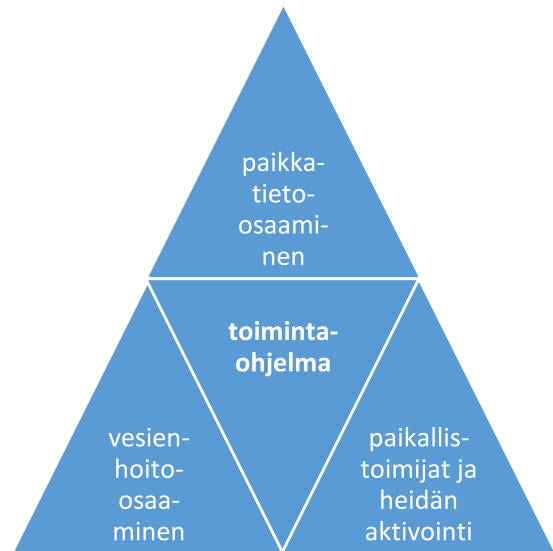 paikka-
tieto-
osaami-
nen
toiminta-
ohjelma
vesien-
hoito-
osaa-
minen
paikallis-
toimijat ja
heidän
aktivointi